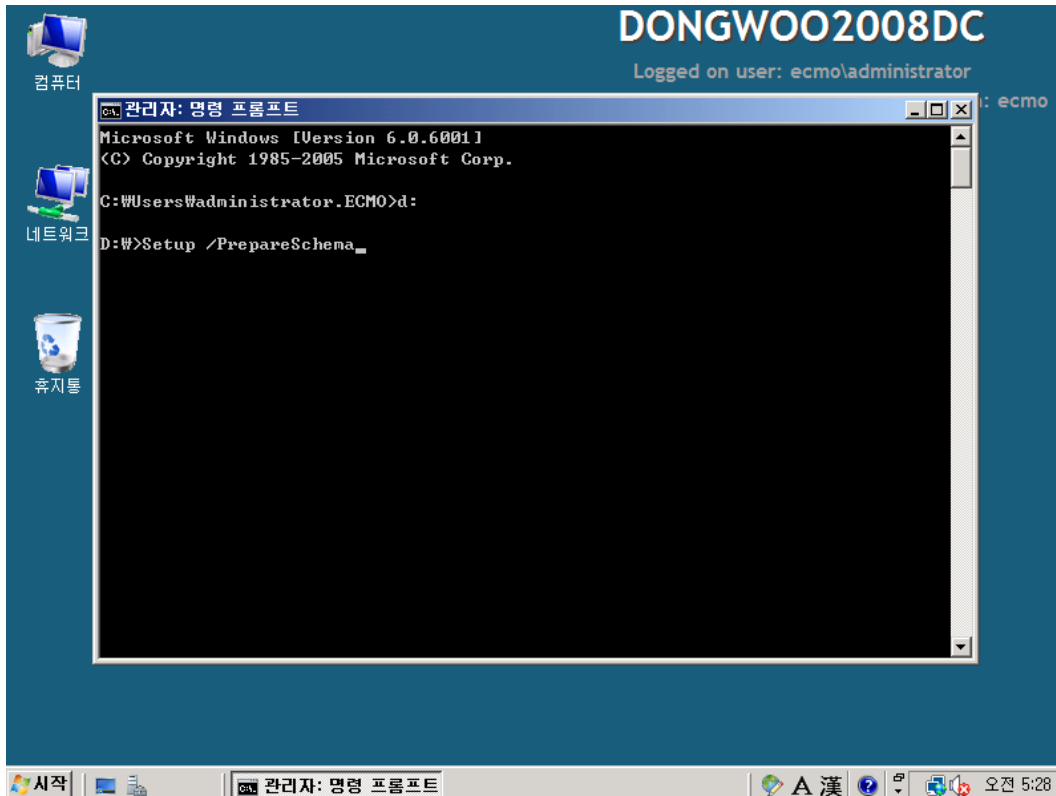 DONGWOO2008DC
Logged on user: ecmo\administrator
: ecmo
컴퓨터
네트워크
휴지통
관리자: 명령 프롬프트
Microsoft Windows [Version 6.0.6001]
(C) Copyright 1985-2005 Microsoft Corp.
C:₩Users₩administrator.ECMO>d:
D:₩>Setup /PrepareSchema_
시작
관리자: 명령 프롬프트
A 漢
오전 5:28